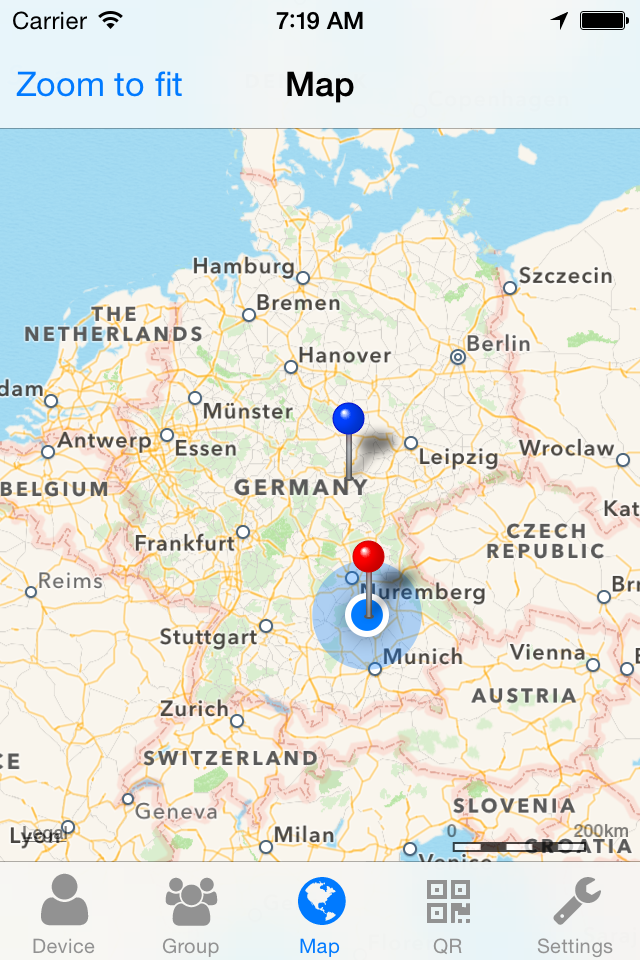 Carrier 7:19 AM
Zoom to fit Map
Hamburg
Szczecin
Bremen
THE
NETHERLANDS
Berlin
Hanover
dam
Münster
Antwerp
Essen
Leipzig
Wroclaw
BELGIUM
GERMANY
Kat
Frankfurt
CZECH
REPUBLIC
Reims
Nuremberg
Brn
Stuttgart
Munich
Vienna
AUSTRIA
Zurich
SWITZERLAND
CE
Geneva
SLOVENIA
Lyon
Legal
Milan
0 200km
CROATIA
Venice
Device Group Map QR Settings